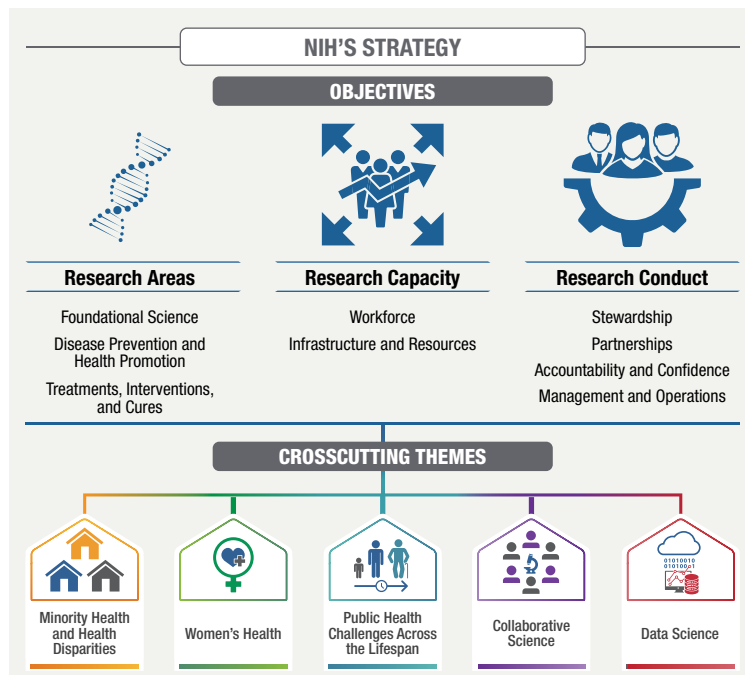 NIH'S STRATEGY
OBJECTIVES
Research Areas
Foundational Science
Disease Prevention and
Health Promotion
Treatments, Interventions,
and Cures
Research Capacity
Workforce
Infrastructure and Resources
Research Conduct
Stewardship
Partnerships
Accountability and Confidence
Management and Operations
CROSSCUTTING THEMES
Minority Health
and Health
Disparities
Women's Health
Public Health
Challenges Across
the Lifespan
Collaborative
Science
01010010
01010001
Data Science